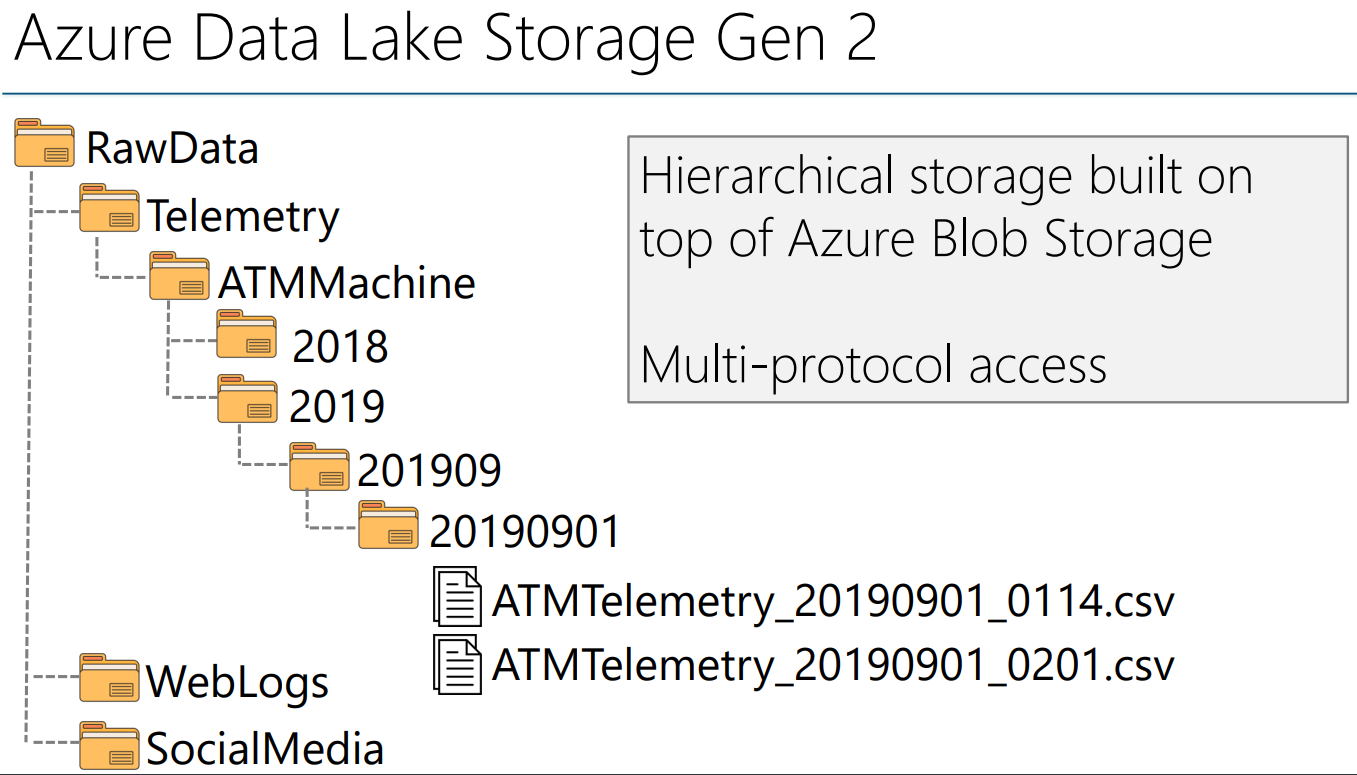 Azure Data Lake Storage Gen 2
RawData
Telemetry
ATMMachine
2018
2019
201909
20190901
ATMTelemetry_20190901_0114.csv
ATMTelemetry_20190901_0201.csv
WebLogs
SocialMedia
Hierarchical storage built on
top of Azure Blob Storage
Multi-protocol access